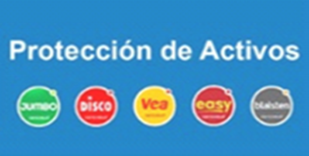 Protección de Activos
JUMBO DISCO Vea easy blaisten